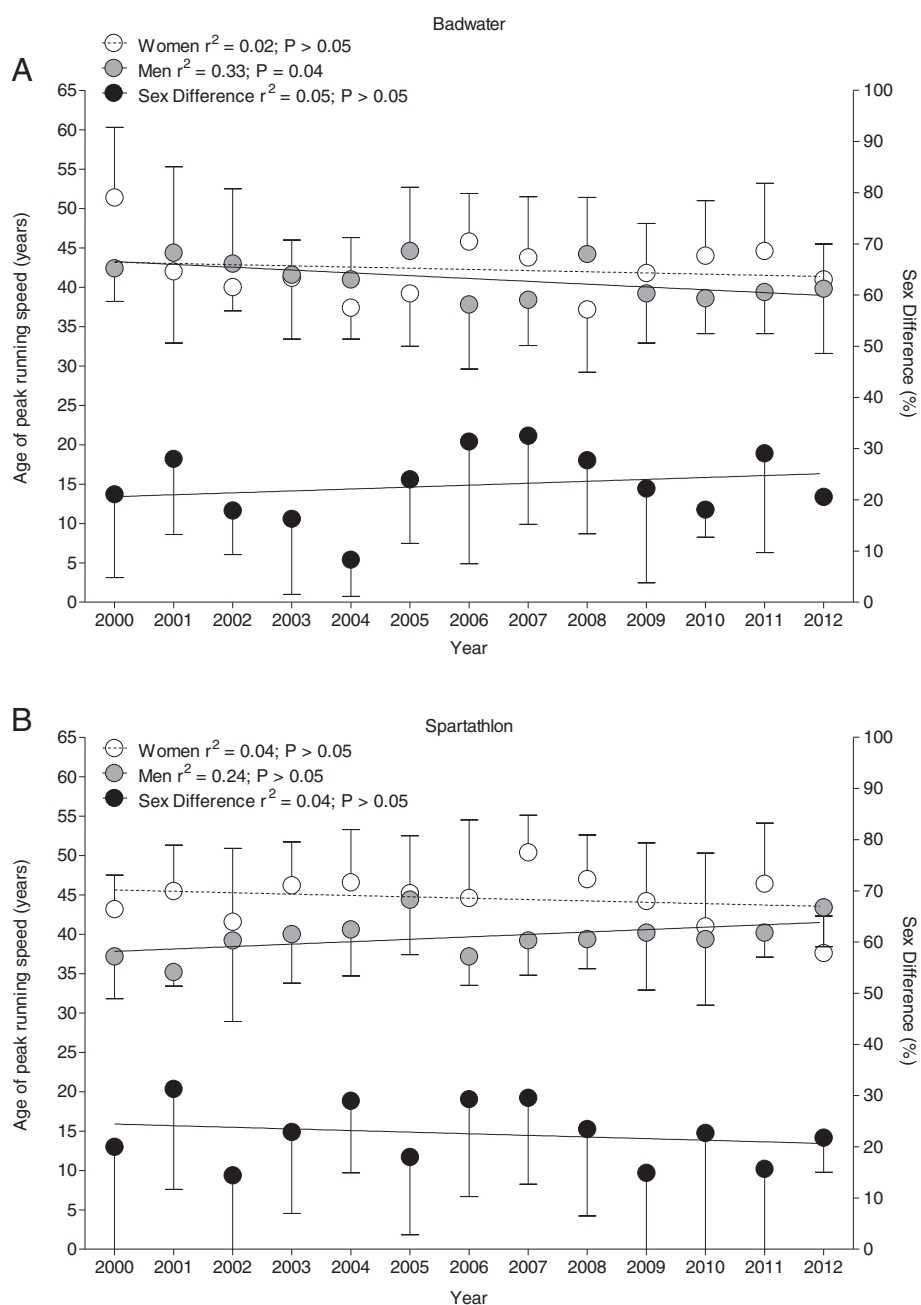 Badwater
A
Women r² = 0.02; P > 0.05
Men r² = 0.33; P = 0.04
Sex Difference r² = 0.05; P > 0.05
65
60
55
50
45
40
35
30
25
20
15
10
5
0
Age of peak running speed (years)
100
90
80
70
60
50
40
30
20
10
0
Sex Difference (%)
2000 2001 2002 2003 2004 2005 2006 2007 2008 2009 2010 2011 2012
Year
B
Spartathlon
Women r² = 0.04; P > 0.05
Men r² = 0.24; P > 0.05
Sex Difference r² = 0.04; P > 0.05
65
60
55
50
45
40
35
30
25
20
15
10
5
0
Age of peak running speed (years)
100
90
80
70
60
50
40
30
20
10
0
Sex Difference (%)
2000 2001 2002 2003 2004 2005 2006 2007 2008 2009 2010 2011 2012
Year